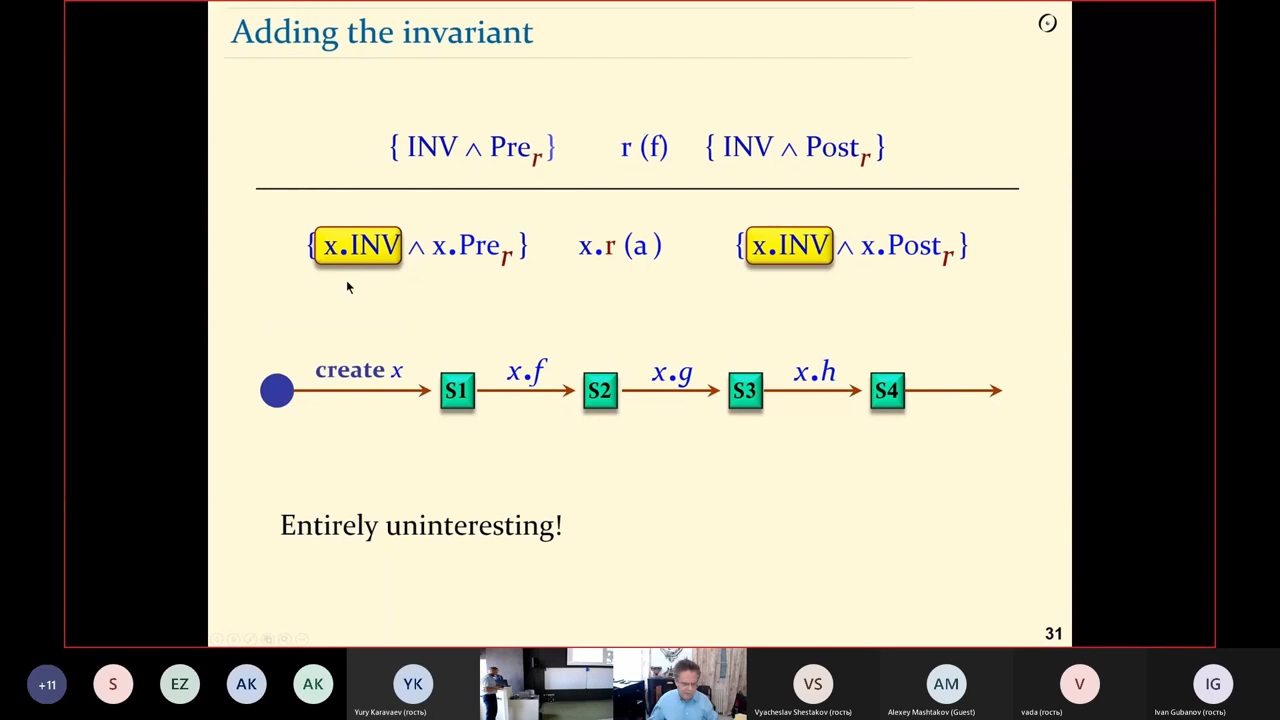 Adding the invariant
{ INV ∧ Pre_r } r (f) { INV ∧ Post_r }
{ x.INV ∧ x.Pre_r } x.r (a ) { x.INV ∧ x.Post_r }
create x x.f x.g x.h
S1 S2 S3 S4
Entirely uninteresting!
31
+11 S EZ AK AK YK VS AM V IG
Yury Karavaev (гость) Vyacheslav Shestakov (гость) Alexey Mashtakov (Guest) vada (гость) Ivan Gubanov (гость)